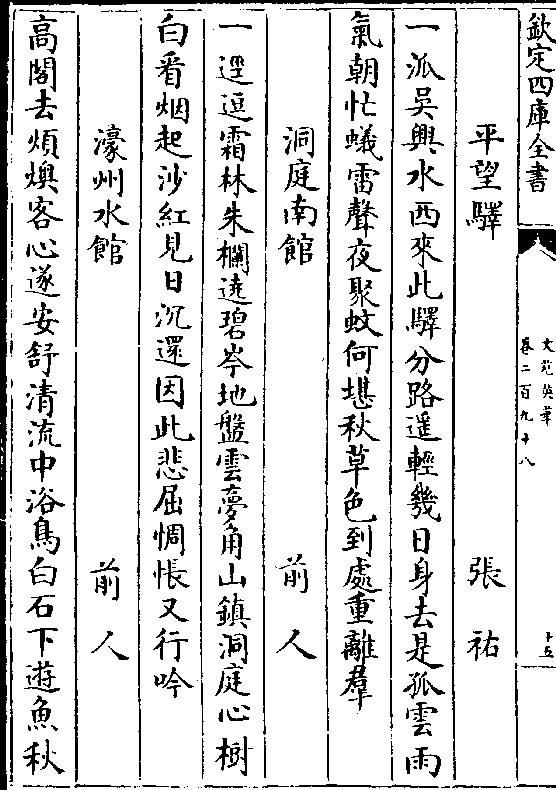 欽定四庫全書
文苑英華
卷二百九十八
十五
平望驛　張祐
一派吳興水西來此驛分路遥輕幾日身去是孤雲雨
氣朝忙蟻雷聲夜聚蚊何堪秋草色到處重離羣
洞庭南館　前人
一逕逗霜林朱欄遶碧岑地盤雲夢角山鎮洞庭心樹
白看烟起沙紅見日沉還因此悲屈惆悵又行吟
濠州水館　前人
高閣去煩燠客心遂安舒清流中浴鳥白石下遊魚秋